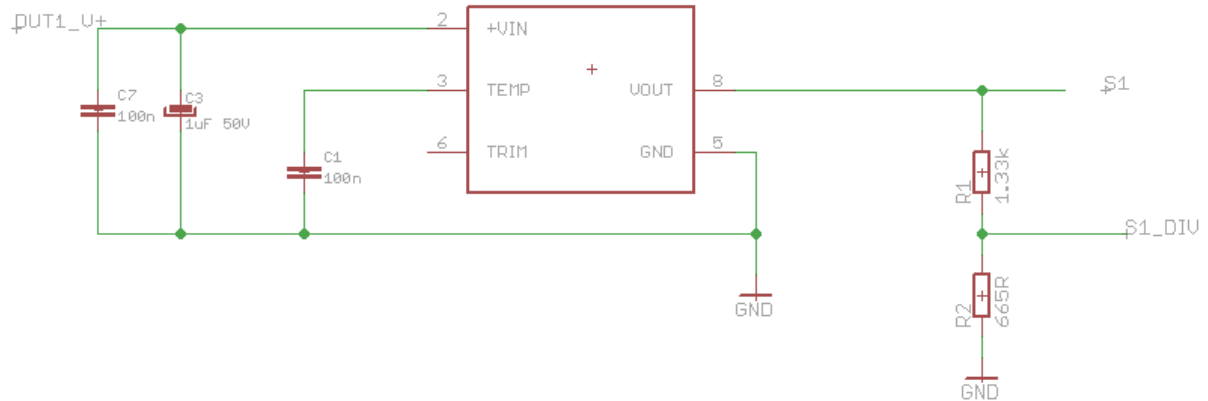 DUT1_V+
2
+VIN
C7
100n
C3
1uF 50V
3
TEMP
VOUT
8
S1
6
TRIM
GND
5
C1
100n
R1
1.33k
S1_DIV
GND
R2
665R
GND